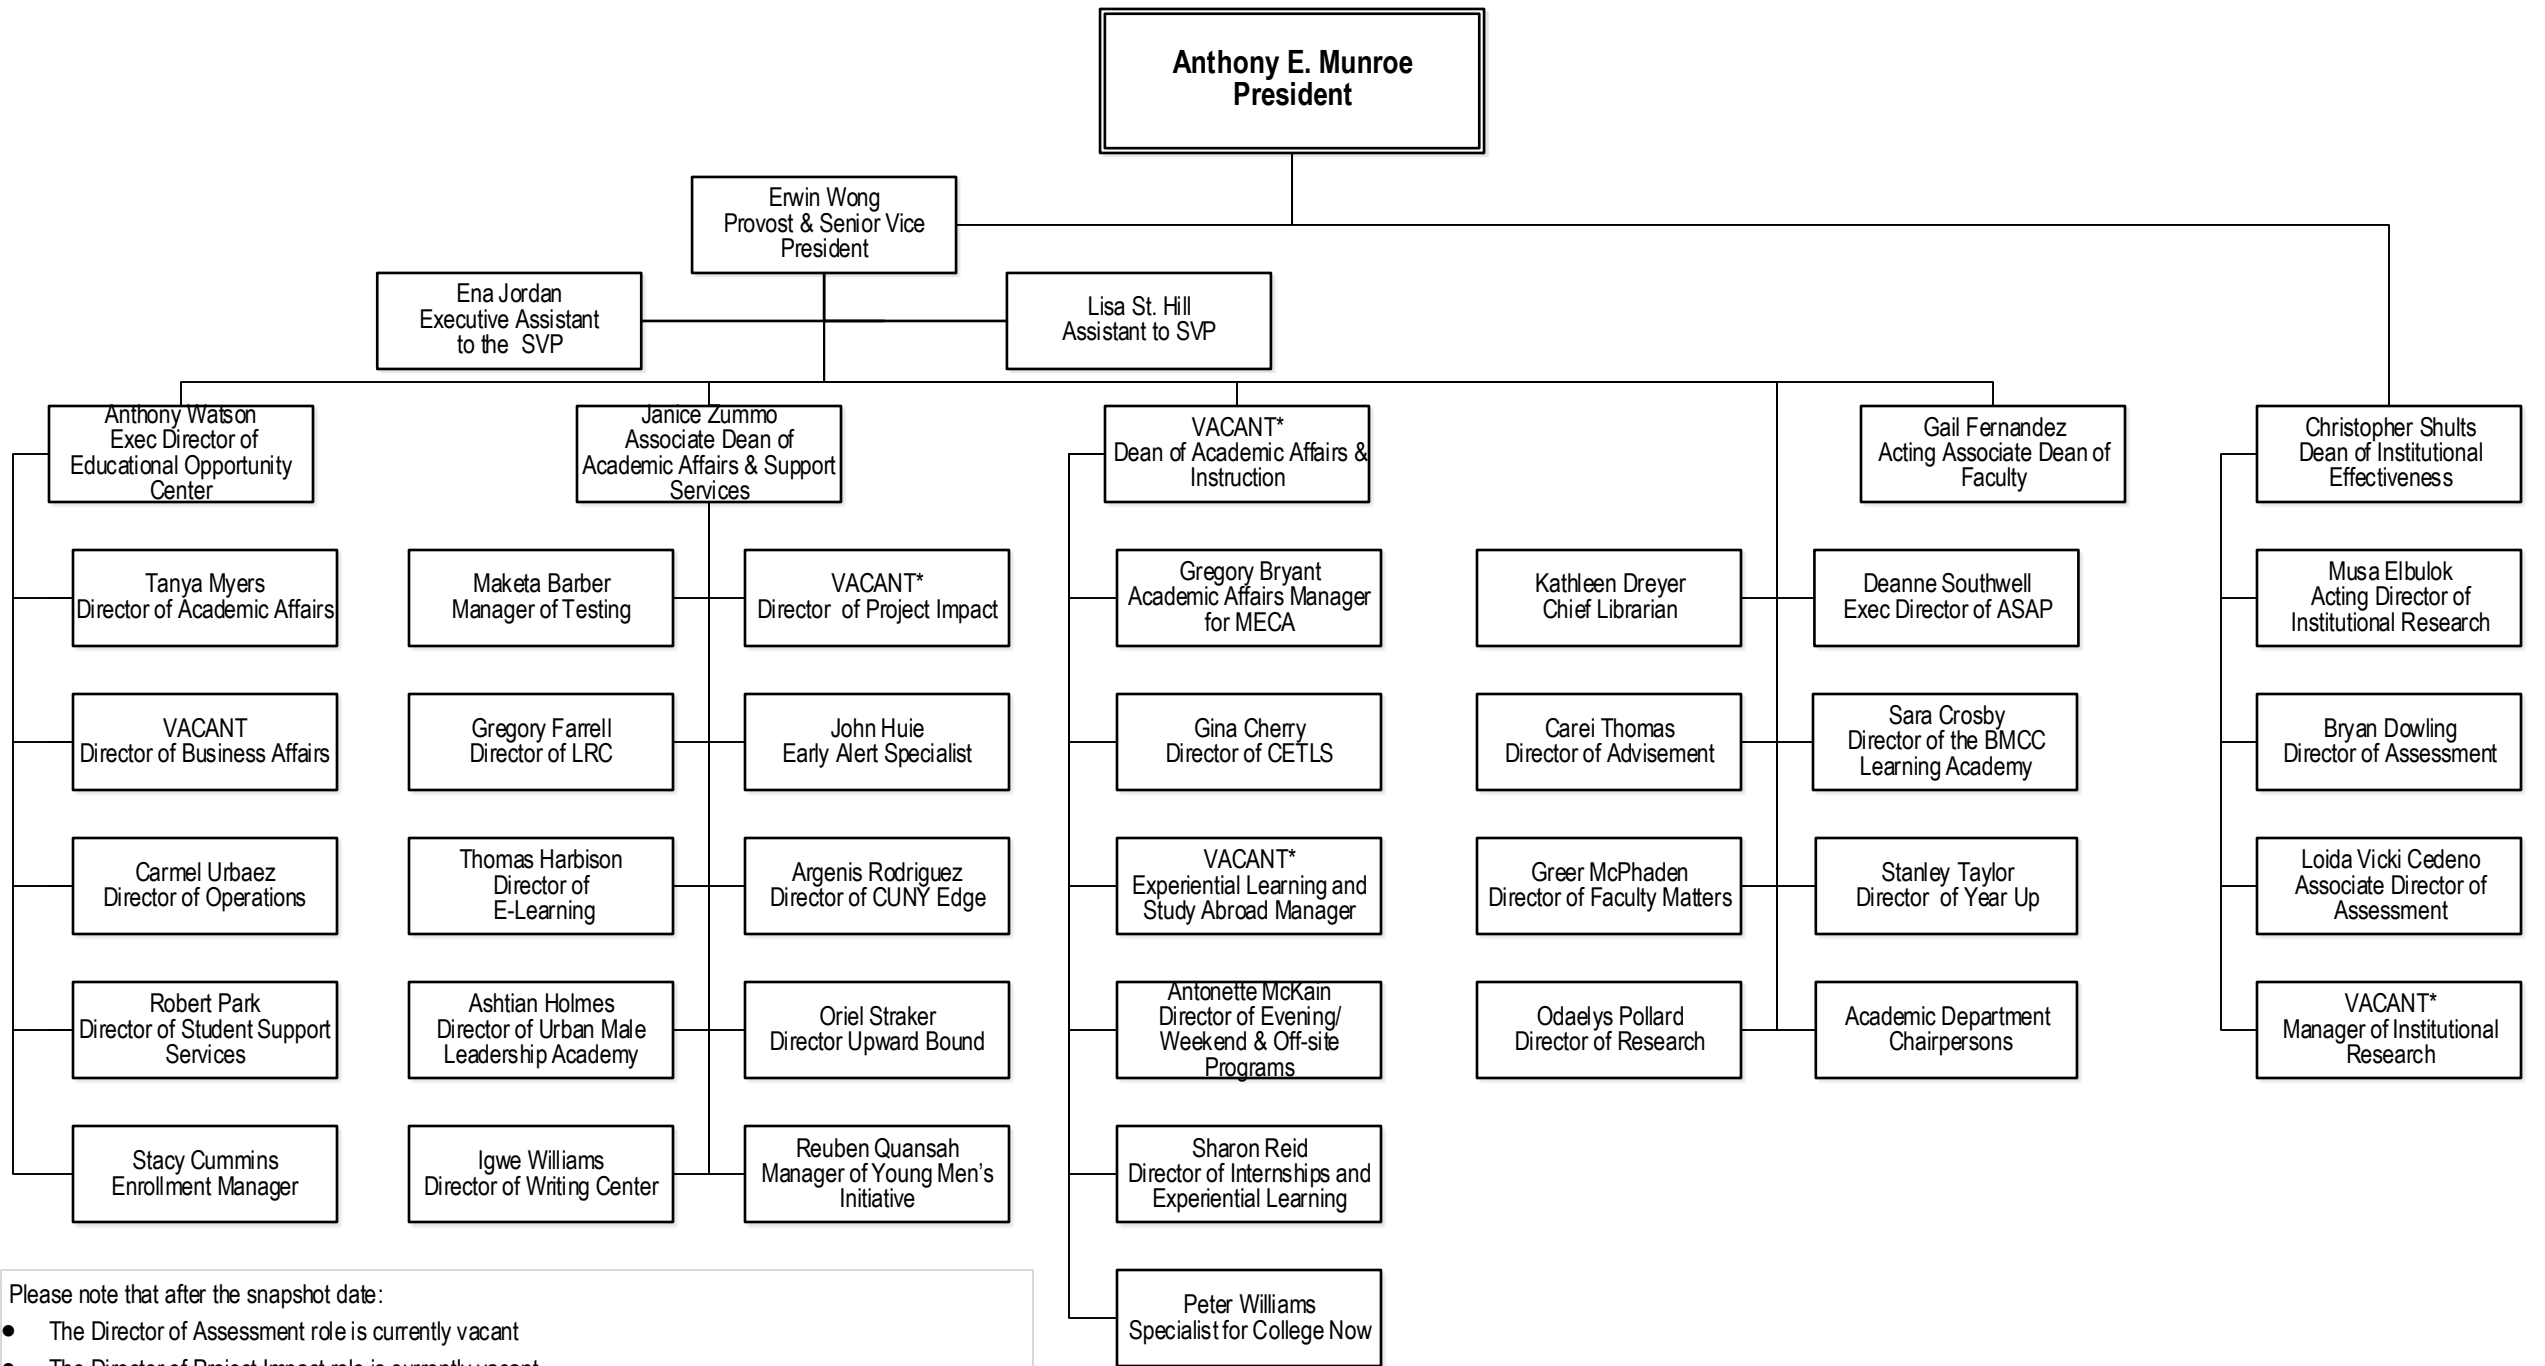 Anthony E. Munroe
President
Erwin Wong
Provost & Senior Vice
President
Ena Jordan
Executive Assistant
to the SVP
Lisa St. Hill
Assistant to SVP
Anthony Watson
Exec Director of
Educational Opportunity
Center
Janice Zummo
Associate Dean of
Academic Affairs & Support
Services
VACANT*
Dean of Academic Affairs &
Instruction
Gail Fernandez
Acting Associate Dean of
Faculty
Christopher Shults
Dean of Institutional
Effectiveness
Tanya Myers
Director of Academic Affairs
Maketa Barber
Manager of Testing
VACANT*
Director of Project Impact
Gregory Bryant
Academic Affairs Manager
for MECA
Kathleen Dreyer
Chief Librarian
Deanne Southwell
Exec Director of ASAP
Musa Elbulok
Acting Director of
Institutional Research
VACANT
Director of Business Affairs
Gregory Farrell
Director of LRC
John Huie
Early Alert Specialist
Gina Cherry
Director of CETLS
Carei Thomas
Director of Advisement
Sara Crosby
Director of the BMCC
Learning Academy
Bryan Dowling
Director of Assessment
Carmel Urbaez
Director of Operations
Thomas Harbison
Director of
E-Learning
Argenis Rodriguez
Director of CUNY Edge
VACANT*
Experiential Learning and
Study Abroad Manager
Greer McPhaden
Director of Faculty Matters
Stanley Taylor
Director of Year Up
Loida Vicki Cedeno
Associate Director of
Assessment
Robert Park
Director of Student Support
Services
Ashtian Holmes
Director of Urban Male
Leadership Academy
Oriel Straker
Director Upward Bound
Antonette McKain
Director of Evening/
Weekend & Off-site
Programs
Odaelys Pollard
Director of Research
Academic Department
Chairpersons
VACANT*
Manager of Institutional
Research
Stacy Cummins
Enrollment Manager
Igwe Williams
Director of Writing Center
Reuben Quansah
Manager of Young Men's
Initiative
Sharon Reid
Director of Internships and
Experiential Learning
Peter Williams
Specialist for College Now
Please note that after the snapshot date:
● The Director of Assessment role is currently vacant
● The Director of Project Impact role is currently vacant